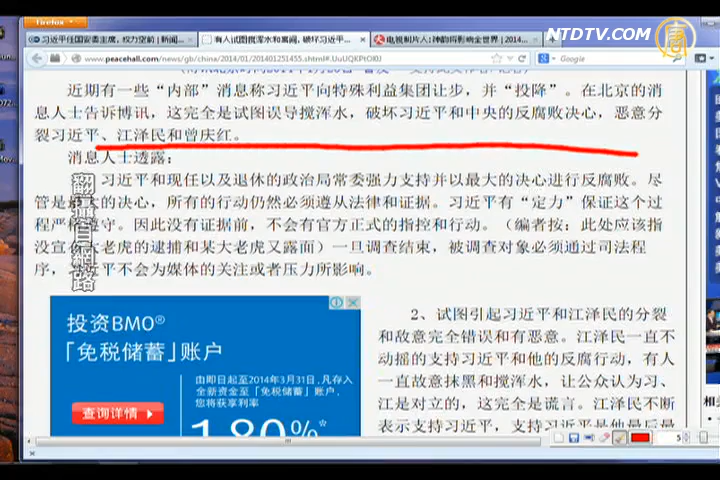 Firefox
NTDTV.COM
习近平任国安委主席，权力空前 | 新闻...
有人试图搅浑水和离间，破坏习近平...
电视制片人：神韵将影响全世界 | 2014...
www.peacehall.com/news/gb/china/2014/01/201401251455.shtml#.UuUQKPtOI0J
Google
近期有一些“内部”消息称习近平向特殊利益集团让步，并“投降”。在北京的消
息人士告诉博讯，这完全是试图误导搅浑水，破坏习近平和中央的反腐败决心，恶意分
裂习近平、江泽民和曾庆红。
消息人士透露：
习近平和现任以及退休的政治局常委强力支持并以最大的决心进行反腐败。尽
管是最大的决心，所有的行动仍然必须遵从法律和证据。习近平有“定力”保证这个过
程严格遵守。因此没有证据前，不会有官方正式的指控和行动。（编者按：此处应该指
没宣布大老虎的逮捕和某大老虎又露面）一旦调查结束，被调查对象必须通过司法程
序，习近平不会为媒体的关注或者压力所影响。
翻攝自網路
投资BMO®
「免税储蓄」账户
由即日起至2014年3月31日,凡存入
全新资金至「免税储蓄」账户,
您将获享利率
查询详情
1.80%*
2、试图引起习近平和江泽民的分裂
和敌意完全错误和有恶意。江泽民一直不
动摇的支持习近平和他的反腐行动，有人
一直故意抹黑和搅浑水，让公众认为习、
江是对立的，这完全是谎言。江泽民不断
表示支持习近平，支持习近平是他最后最
相关
5